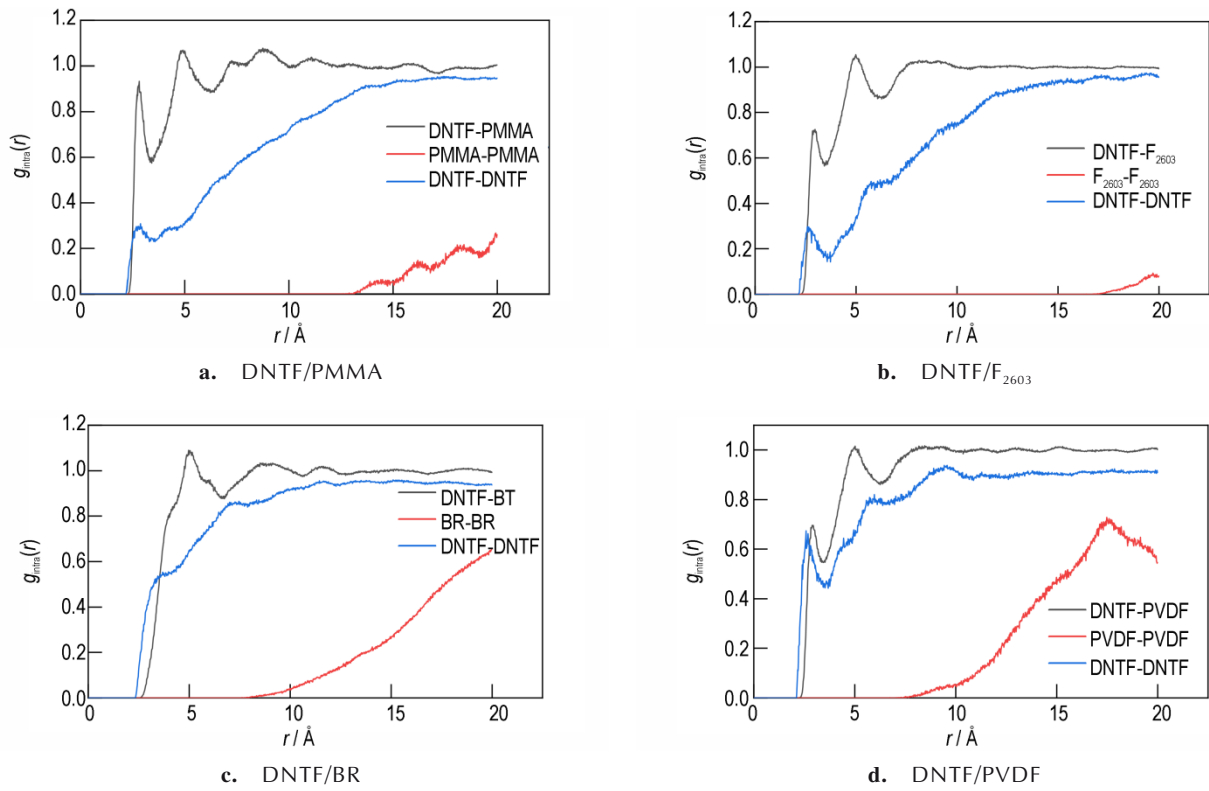 1.2
1.0
0.8
0.6
0.4
0.2
0.0
g_intra(r)
DNTF-PMMA
PMMA-PMMA
DNTF-DNTF
0 5 10 15 20
r / Å
a. DNTF/PMMA
1.2
1.0
0.8
0.6
0.4
0.2
0.0
g_intra(r)
DNTF-F₂₆₀₃
F₂₆₀₃-F₂₆₀₃
DNTF-DNTF
0 5 10 15 20
r / Å
b. DNTF/F₂₆₀₃
1.2
1.0
0.8
0.6
0.4
0.2
0.0
g_intra(r)
DNTF-BT
BR-BR
DNTF-DNTF
0 5 10 15 20
r / Å
c. DNTF/BR
1.2
1.0
0.8
0.6
0.4
0.2
0.0
g_intra(r)
DNTF-PVDF
PVDF-PVDF
DNTF-DNTF
0 5 10 15 20
r / Å
d. DNTF/PVDF